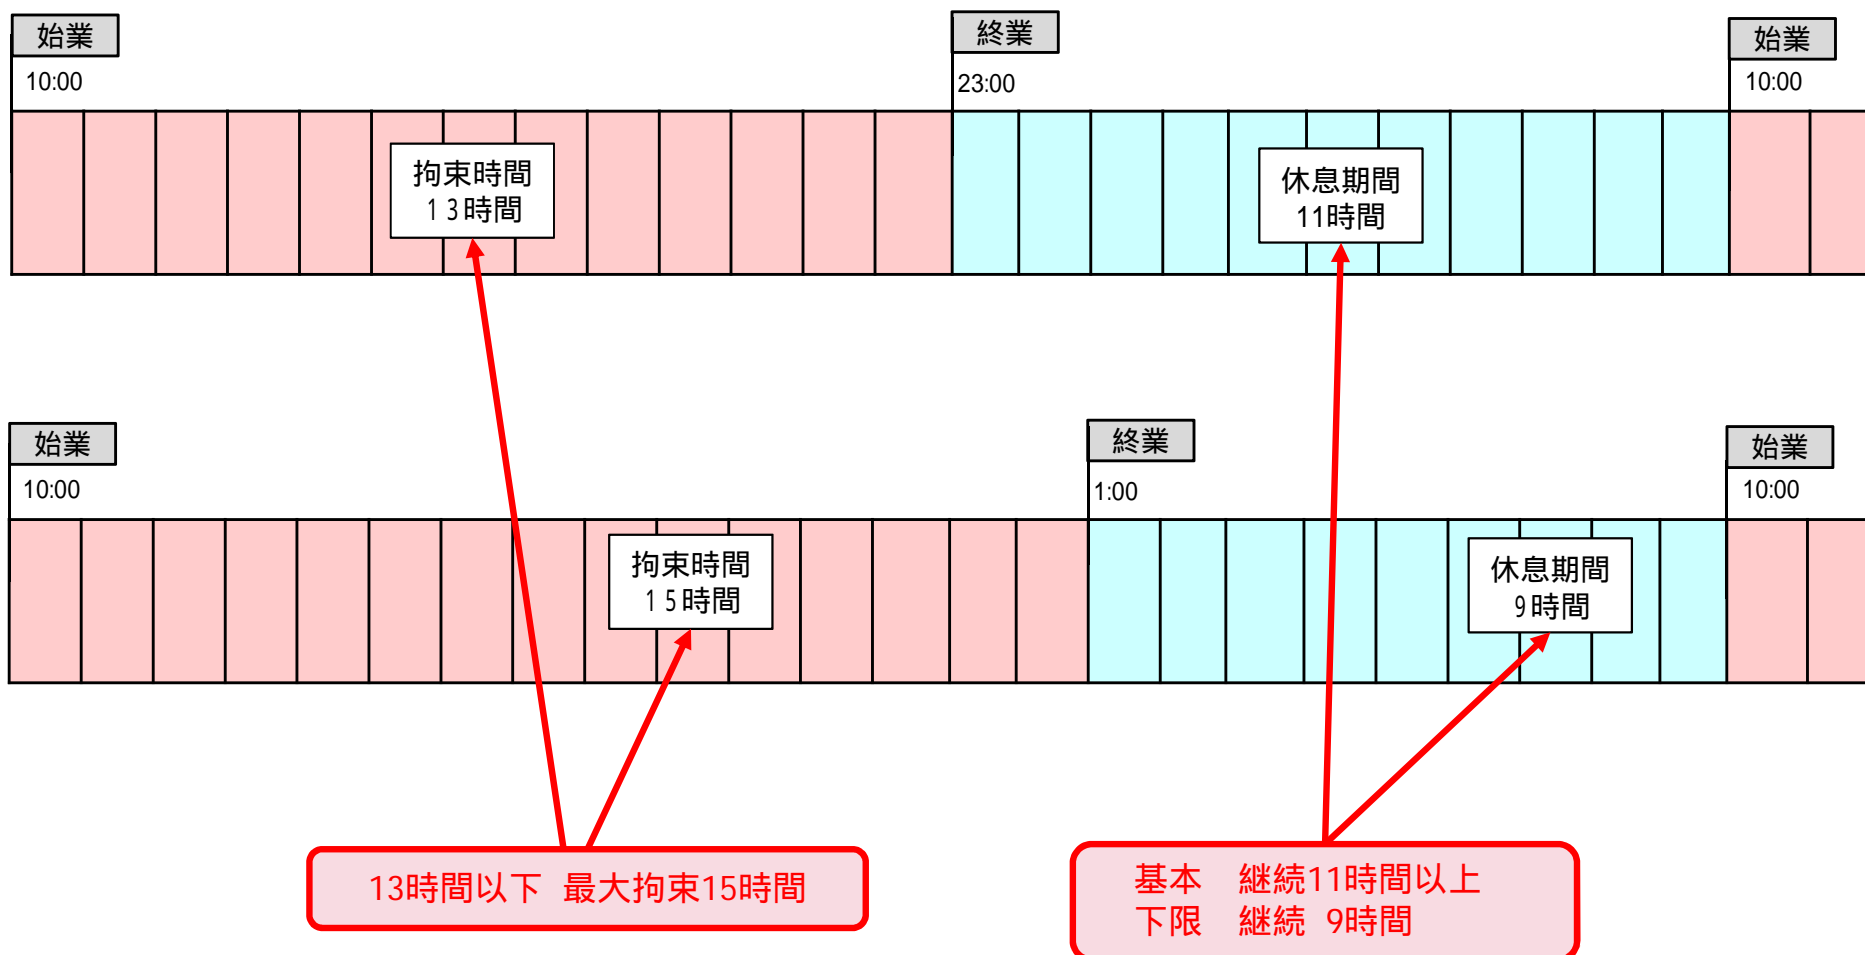 始業
終業
始業
10:00
23:00
10:00
拘束時間
13時間
休息期間
11時間
始業
終業
始業
10:00
1:00
10:00
拘束時間
15時間
休息期間
9時間
13時間以下 最大拘束15時間
基本　継続11時間以上
下限　継続 9時間